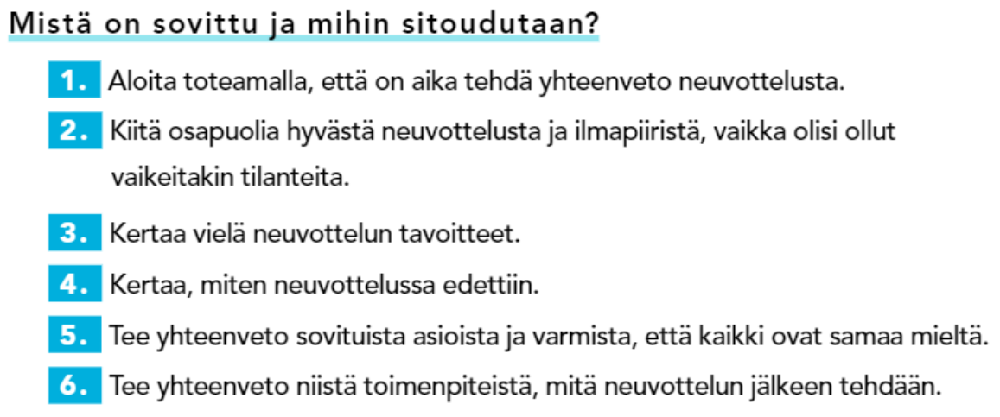 Mistä on sovittu ja mihin sitoudutaan?
1. Aloita toteamalla, että on aika tehdä yhteenveto neuvottelusta.
2. Kiitä osapuolia hyvästä neuvottelusta ja ilmapiiristä, vaikka olisi ollut
vaikeitakin tilanteita.
3. Kertaa vielä neuvottelun tavoitteet.
4. Kertaa, miten neuvottelussa edettiin.
5. Tee yhteenveto sovituista asioista ja varmista, että kaikki ovat samaa mieltä.
6. Tee yhteenveto niistä toimenpiteistä, mitä neuvottelun jälkeen tehdään.